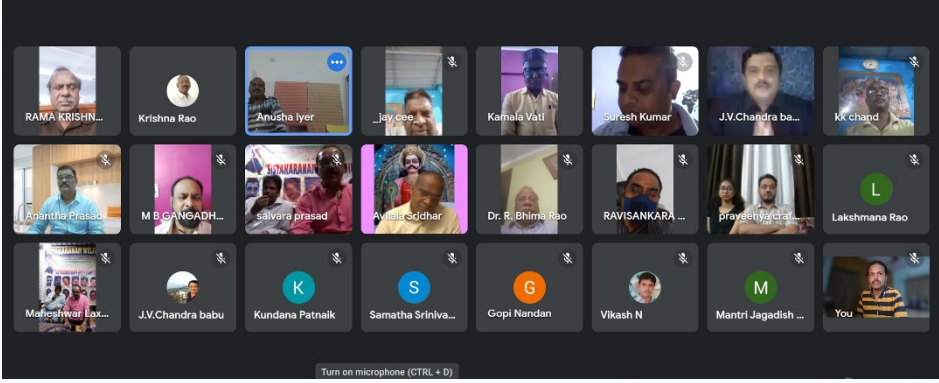 RAMA KRISHN...
Krishna Rao
Anusha Iyer
_jay cee_
Kamala Vati
Suresh Kumar
J.V.Chandra ba...
kk chand
Anantha Prasad
M B GANGADH...
salvara prasad
Avilala Sridhar
Dr. R. Bhima Rao
RAVISANKARA ...
praveenya craf...
L
Lakshmana Rao
Maheshwar Lax...
J.V.Chandra babu
K
Kundana Patnaik
S
Samatha Sriniva...
G
Gopi Nandan
Vikash N
M
Mantri Jagadish ...
You
Turn on microphone (CTRL + D)